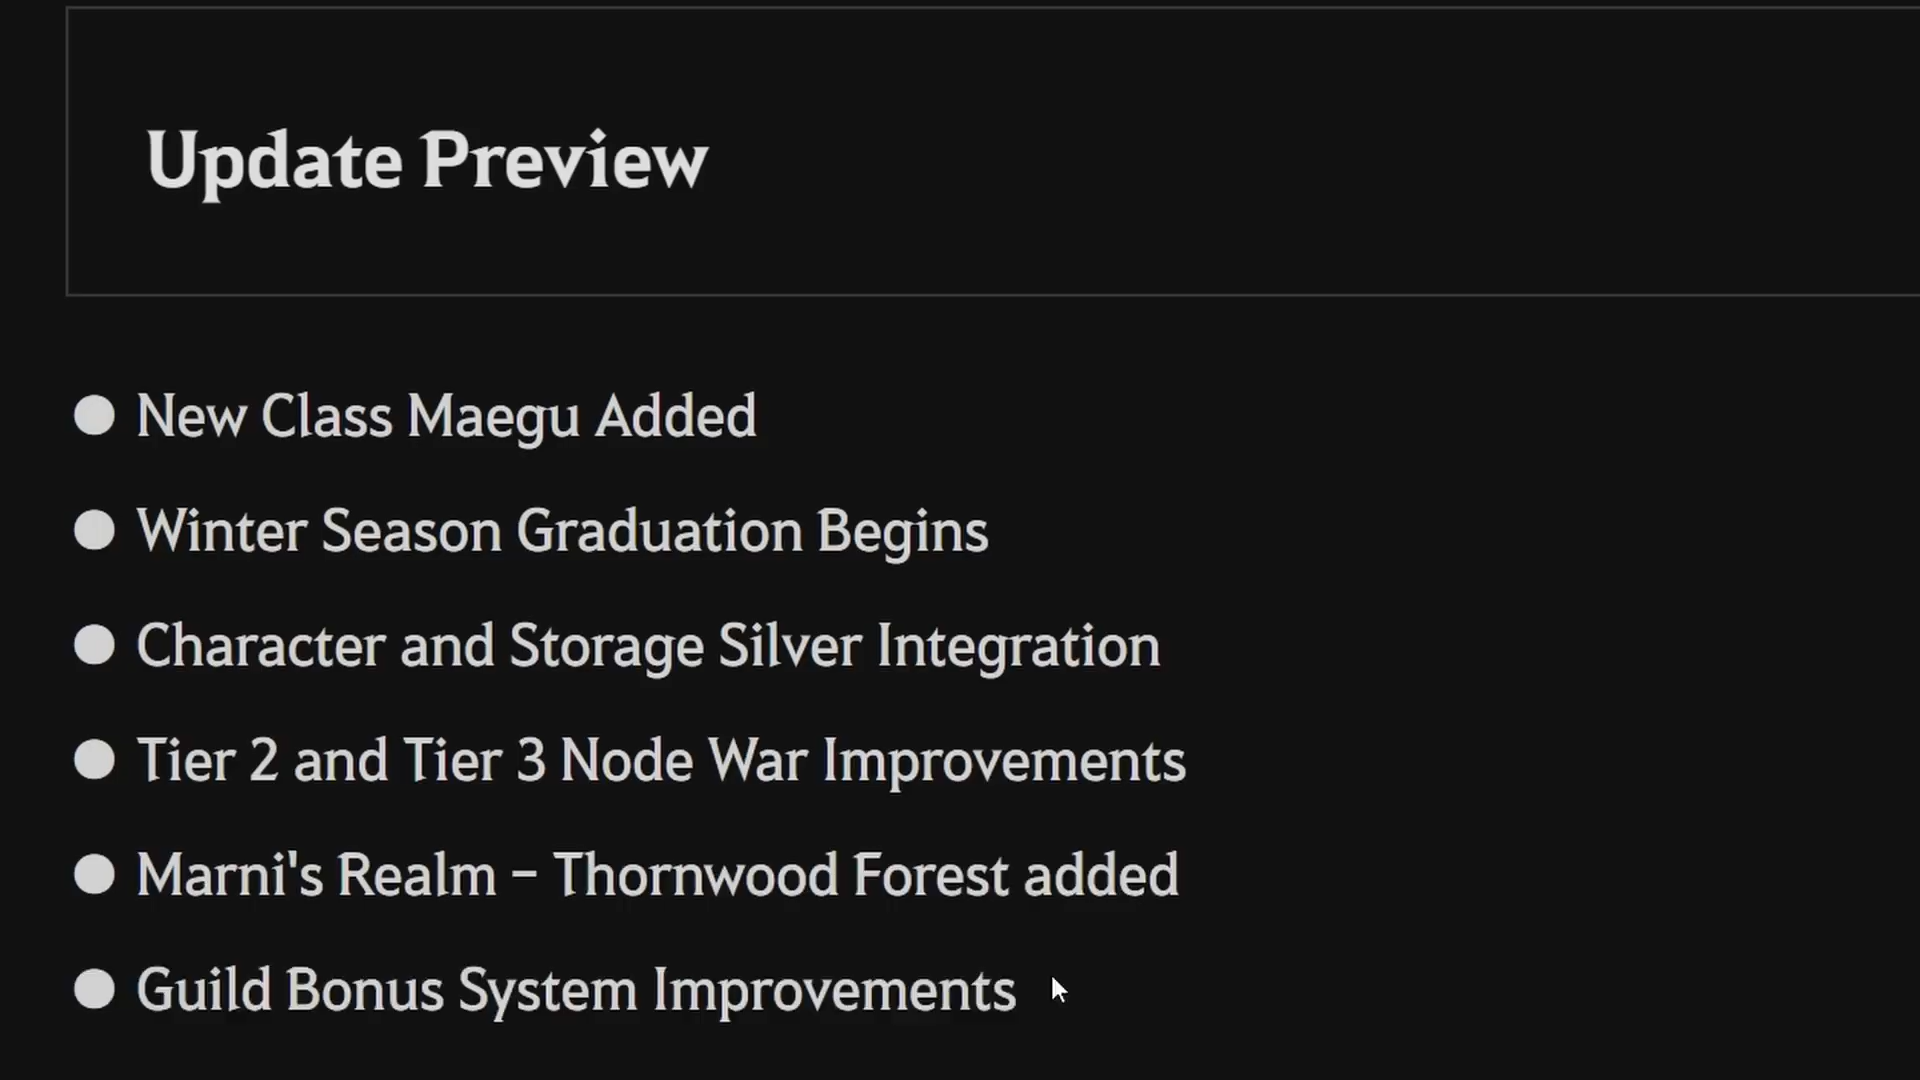 Update Preview
New Class Maegu Added
Winter Season Graduation Begins
Character and Storage Silver Integration
Tier 2 and Tier 3 Node War Improvements
Marni's Realm – Thornwood Forest added
Guild Bonus System Improvements